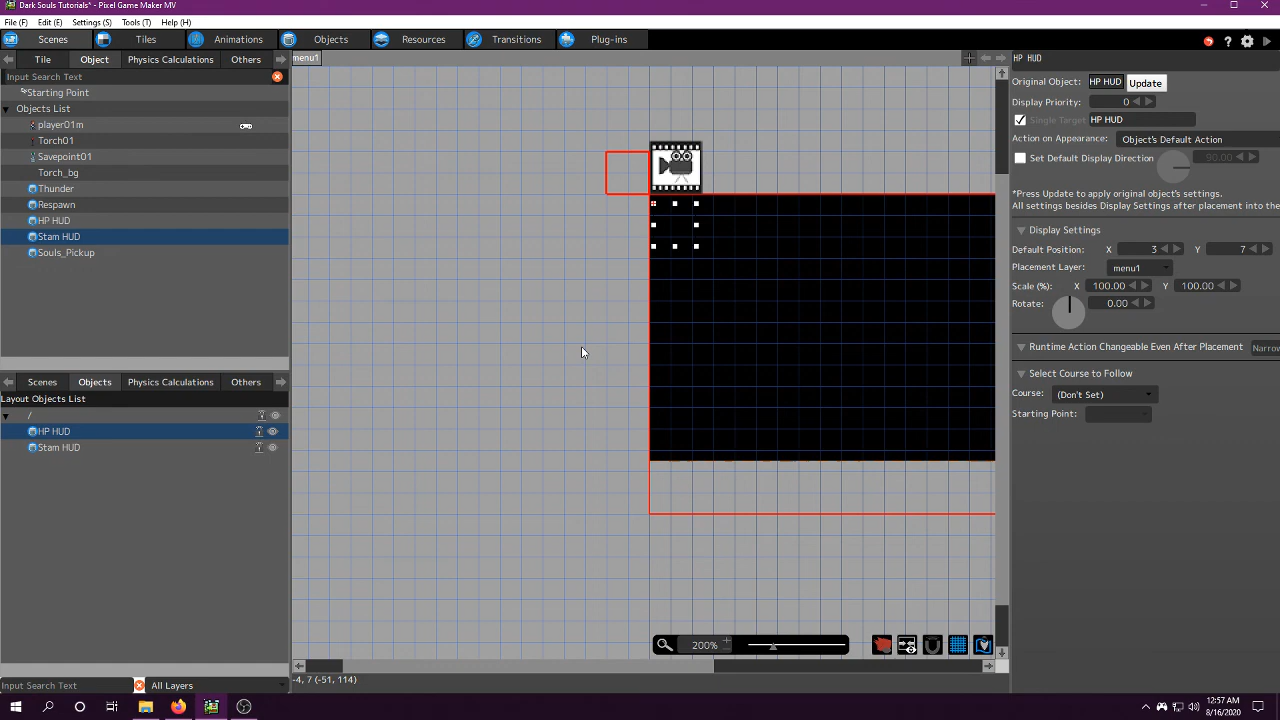 Dark Souls Tutorials* - Pixel Game Maker MV
File (F) Edit (E) Settings (S) Tools (T) Help (H)
Scenes Tiles Animations Objects Resources Transitions Plug-ins
Tile Object Physics Calculations Others
menu1
HP HUD
Input Search Text
Original Object: HP HUD Update
Starting Point
Display Priority: 0
Objects List
Single Target HP HUD
player01m
Action on Appearance: Object's Default Action
Torch01
Savepoint01
Set Default Display Direction 90.00
Torch_bg
Thunder
*Press Update to apply original object's settings.
Respawn
All settings besides Display Settings after placement into the
HP HUD
Display Settings
Stam HUD
Default Position: X 3 Y 7
Souls_Pickup
Placement Layer: menu1
Scale (%): X 100.00 Y 100.00
Rotate: 0.00
Runtime Action Changeable Even After Placement Narrow
Select Course to Follow
Scenes Objects Physics Calculations Others
Course: (Don't Set)
Layout Objects List
Starting Point:
/
HP HUD
Stam HUD
200%
-4, 7 (-51, 114)
Input Search Text All Layers
12:57 AM
8/16/2020